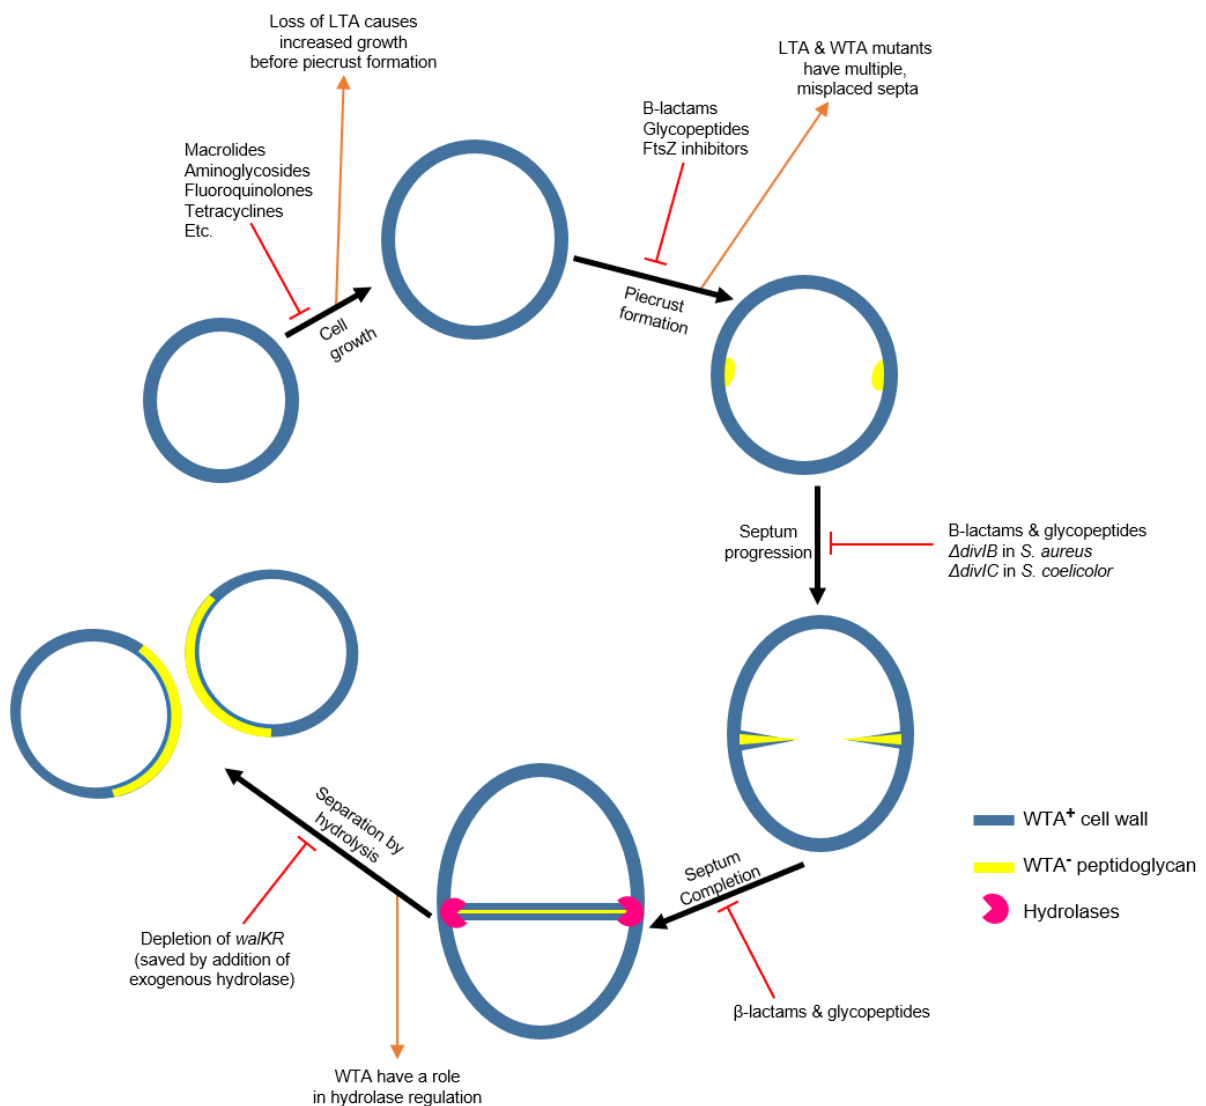 Loss of LTA causes
increased growth
before piecrust formation
LTA & WTA mutants
have multiple,
misplaced septa
B-lactams
Glycopeptides
FtsZ inhibitors
Macrolides
Aminoglycosides
Fluoroquinolones
Tetracyclines
Etc.
Cell
growth
Piecrust
formation
Septum
progression
B-lactams & glycopeptides
ΔdivIB in S. aureus
ΔdivIC in S. coelicolor
WTA⁺ cell wall
WTA⁻ peptidoglycan
Hydrolases
Septum
Completion
β-lactams & glycopeptides
Separation by
hydrolysis
Depletion of walKR
(saved by addition of
exogenous hydrolase)
WTA have a role
in hydrolase regulation